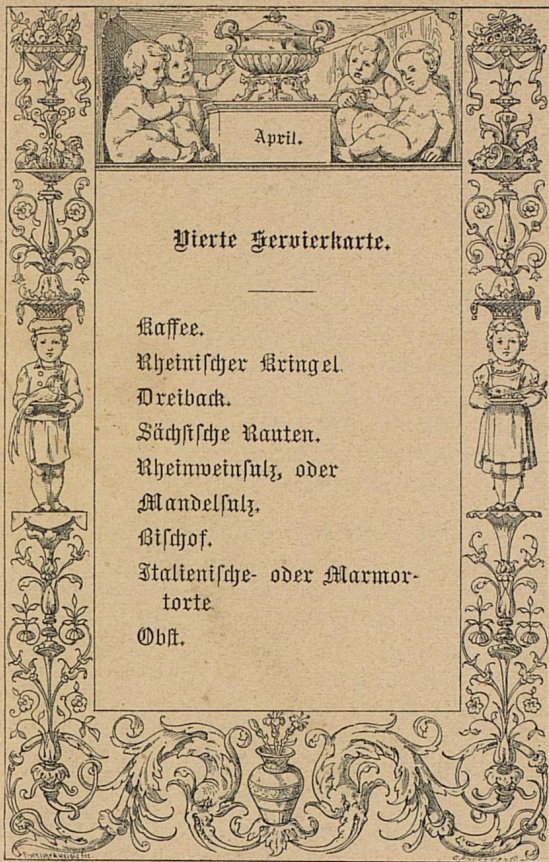 April.
Vierte Servierkarte.
Kaffee.
Rheiniſcher Kringel.
Dreiback.
Sächſiſche Rauten.
Rheinweinſulz, oder
Mandelſulz.
Biſchof.
Italieniſche- oder Marmor-
torte.
Obſt.